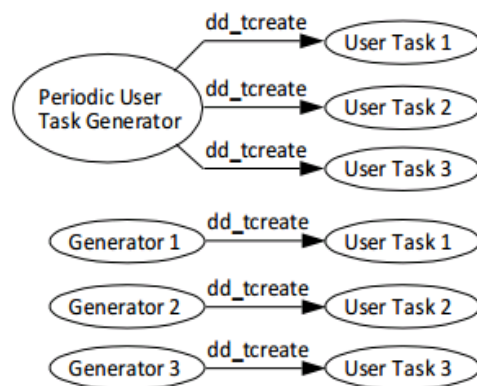 dd_tcreate
User Task 1
Periodic User
Task Generator
dd_tcreate
User Task 2
dd_tcreate
User Task 3
Generator 1
dd_tcreate
User Task 1
Generator 2
dd_tcreate
User Task 2
Generator 3
dd_tcreate
User Task 3